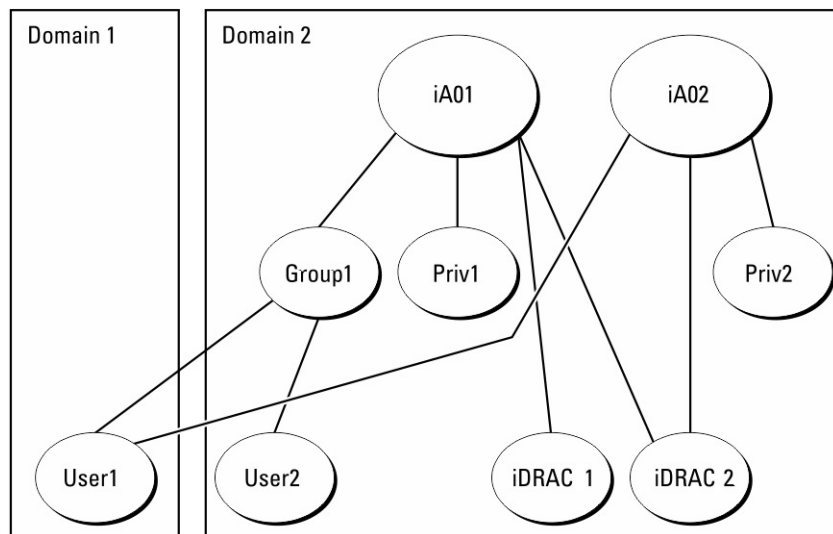 Domain 1
Domain 2
iA01
iA02
Group1
Priv1
Priv2
User1
User2
iDRAC 1
iDRAC 2